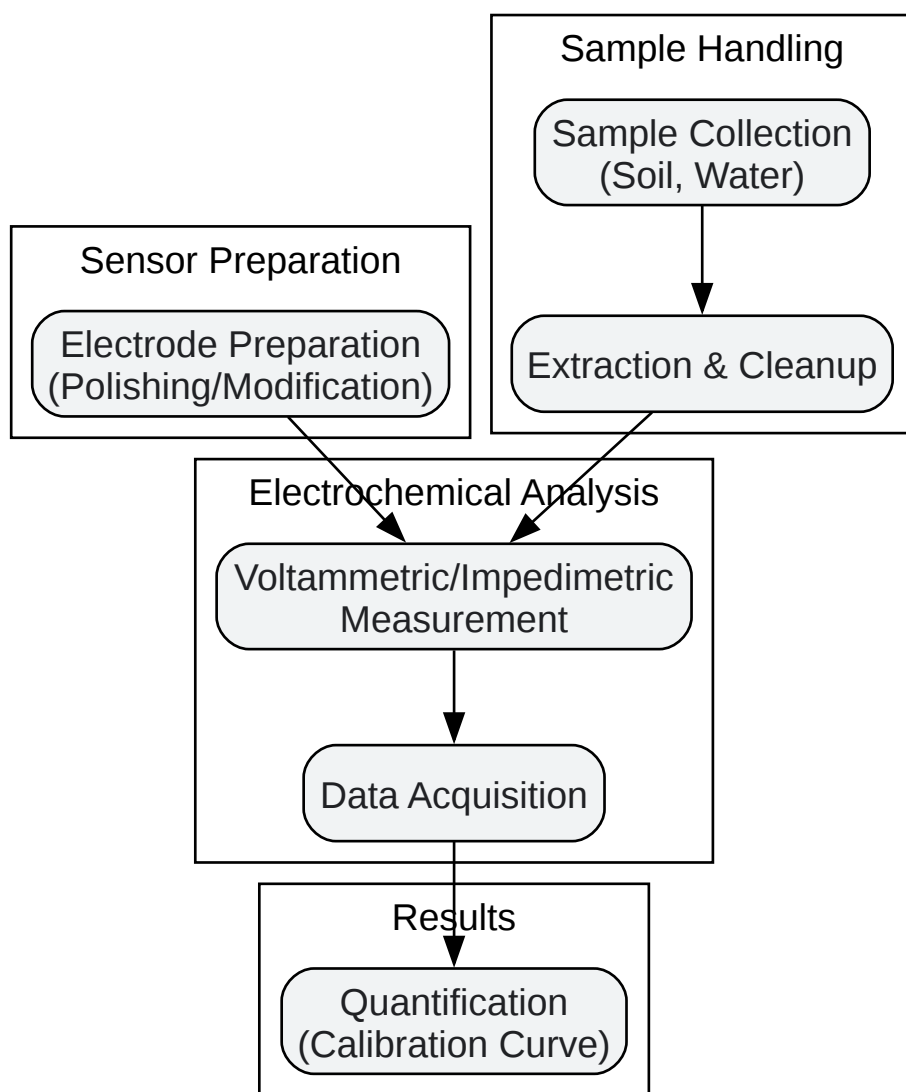 Sample Handling
Sample Collection
(Soil, Water)
Sensor Preparation
Electrode Preparation
(Polishing/Modification)
Extraction & Cleanup
Electrochemical Analysis
Voltammetric/Impedimetric
Measurement
Data Acquisition
Results
Quantification
(Calibration Curve)